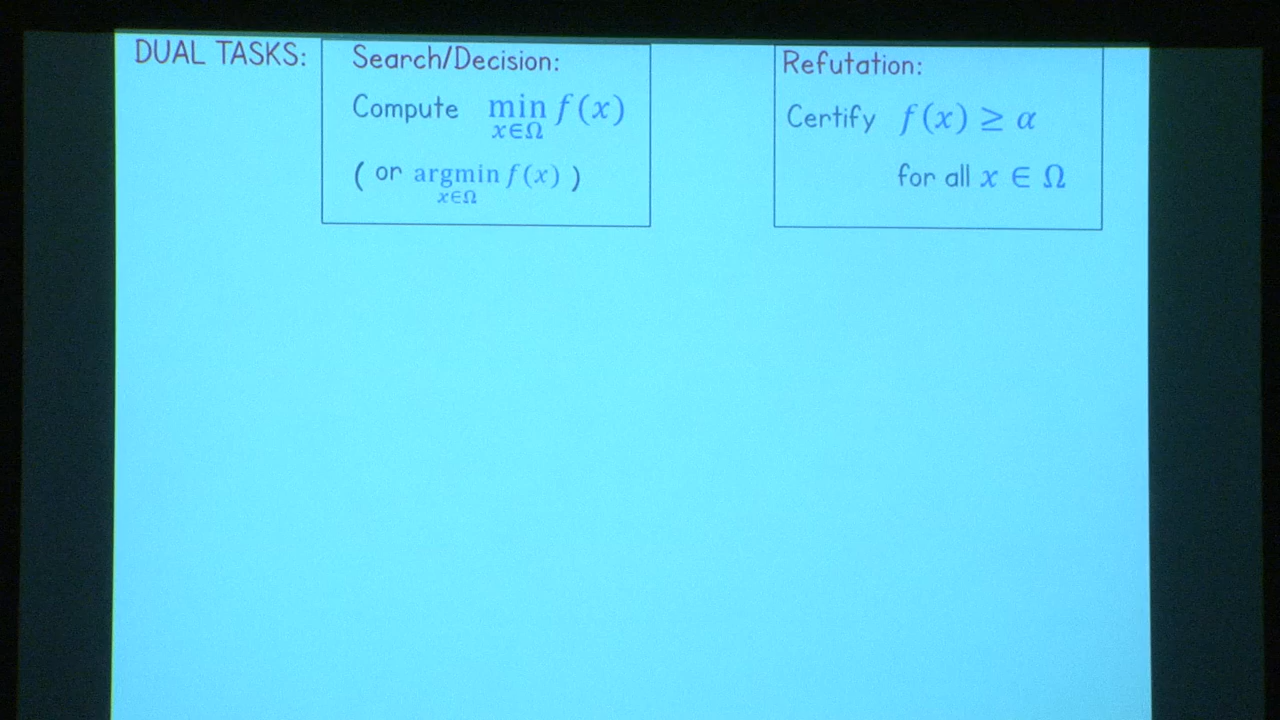 DUAL TASKS:
Search/Decision:
Compute min f(x)
x∈Ω
( or argmin f(x) )
x∈Ω
Refutation:
Certify f(x) ≥ α
for all x ∈ Ω